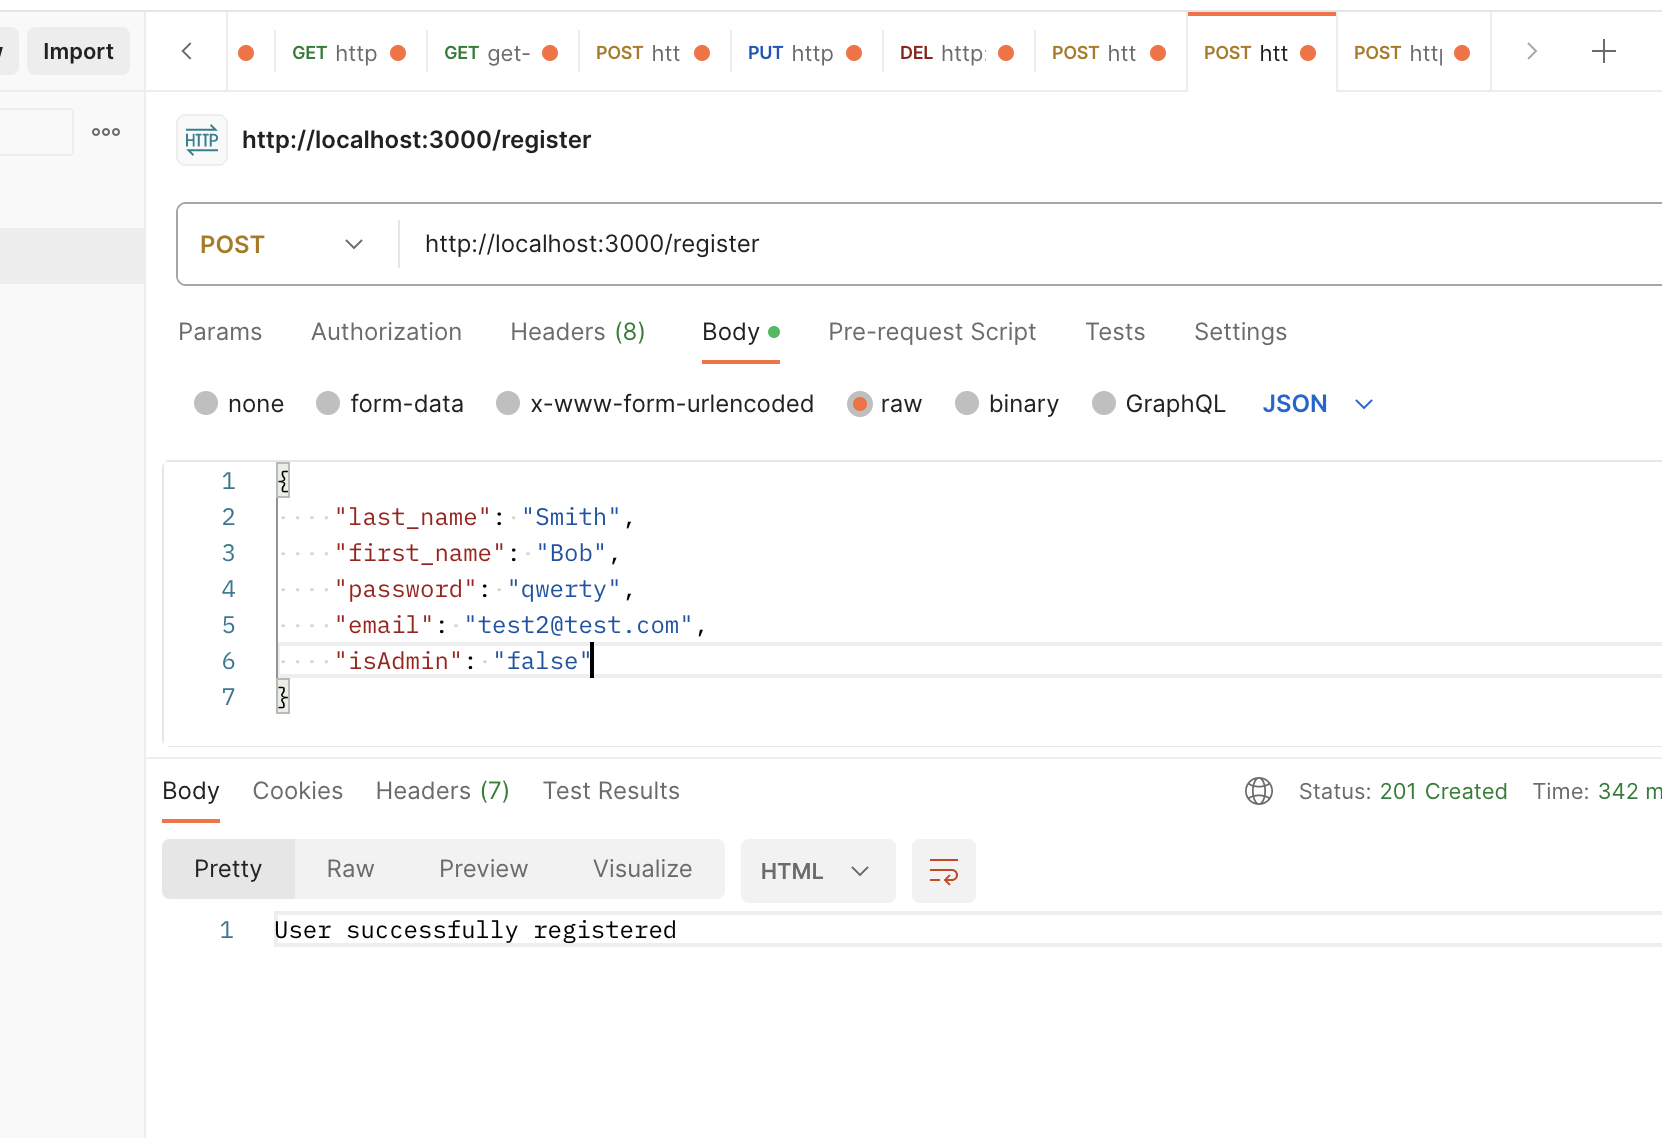 Import
GET http
GET get-
POST htt
PUT http
DEL http:
POST htt
POST htt
POST http
HTTP http://localhost:3000/register
POST http://localhost:3000/register
Params Authorization Headers (8) Body Pre-request Script Tests Settings
none form-data x-www-form-urlencoded raw binary GraphQL JSON
1 {
2 "last_name": "Smith",
3 "first_name": "Bob",
4 "password": "qwerty",
5 "email": "test2@test.com",
6 "isAdmin": "false"
7 }
Body Cookies Headers (7) Test Results Status: 201 Created Time: 342 m
Pretty Raw Preview Visualize HTML
1 User successfully registered